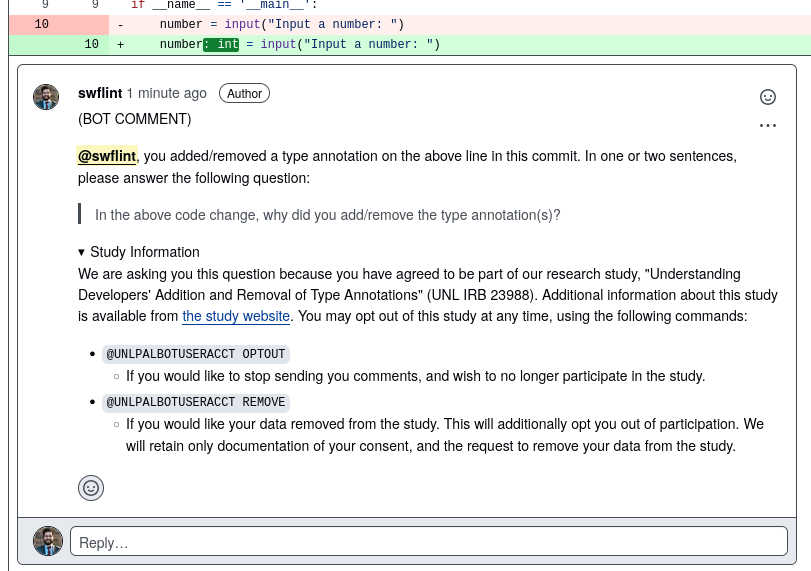 9 9 if __name__ == '__main__':
10 - number = input("Input a number: ")
10 + number: int = input("Input a number: ")
swflint 1 minute ago Author
(BOT COMMENT)
@swflint, you added/removed a type annotation on the above line in this commit. In one or two sentences,
please answer the following question:
In the above code change, why did you add/remove the type annotation(s)?
▾ Study Information
We are asking you this question because you have agreed to be part of our research study, "Understanding
Developers' Addition and Removal of Type Annotations" (UNL IRB 23988). Additional information about this study
is available from the study website. You may opt out of this study at any time, using the following commands:
• @UNLPALBOTUSERACCT OPTOUT
○ If you would like to stop sending you comments, and wish to no longer participate in the study.
• @UNLPALBOTUSERACCT REMOVE
○ If you would like your data removed from the study. This will additionally opt you out of participation. We
will retain only documentation of your consent, and the request to remove your data from the study.
Reply…